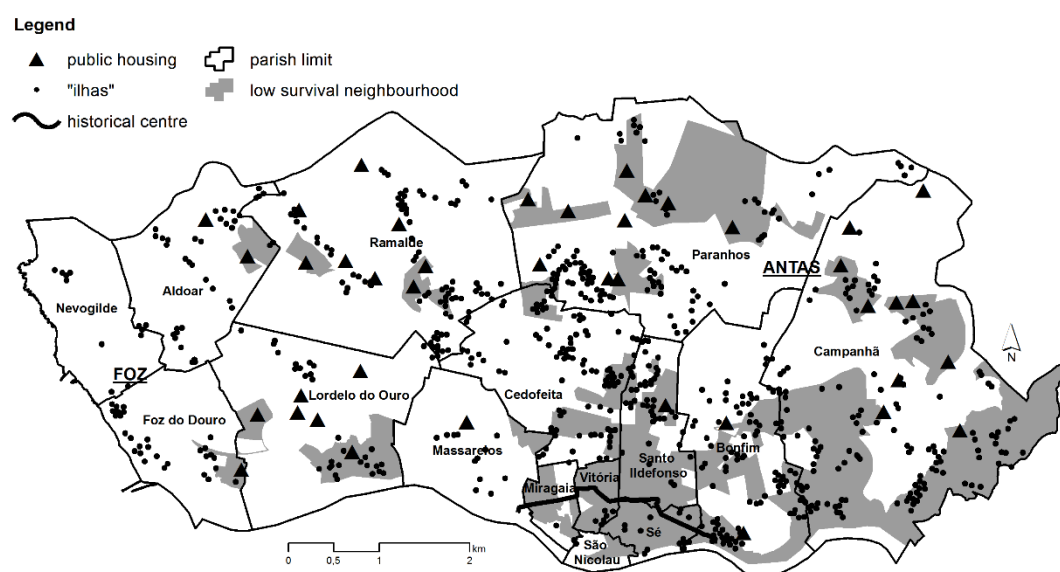 Legend
public housing
parish limit
"ilhas"
low survival neighbourhood
historical centre
Ramalde
Paranhos
ANTAS
Aldoar
Nevogilde
Campanhã
FOZ
Lordelo do Ouro
Cedofeita
Foz do Douro
Massarelos
Bonfim
Santo
Ildefonso
Vitória
Miragaia
Sé
São
Nicolau
N
0 0,5 1 2 km